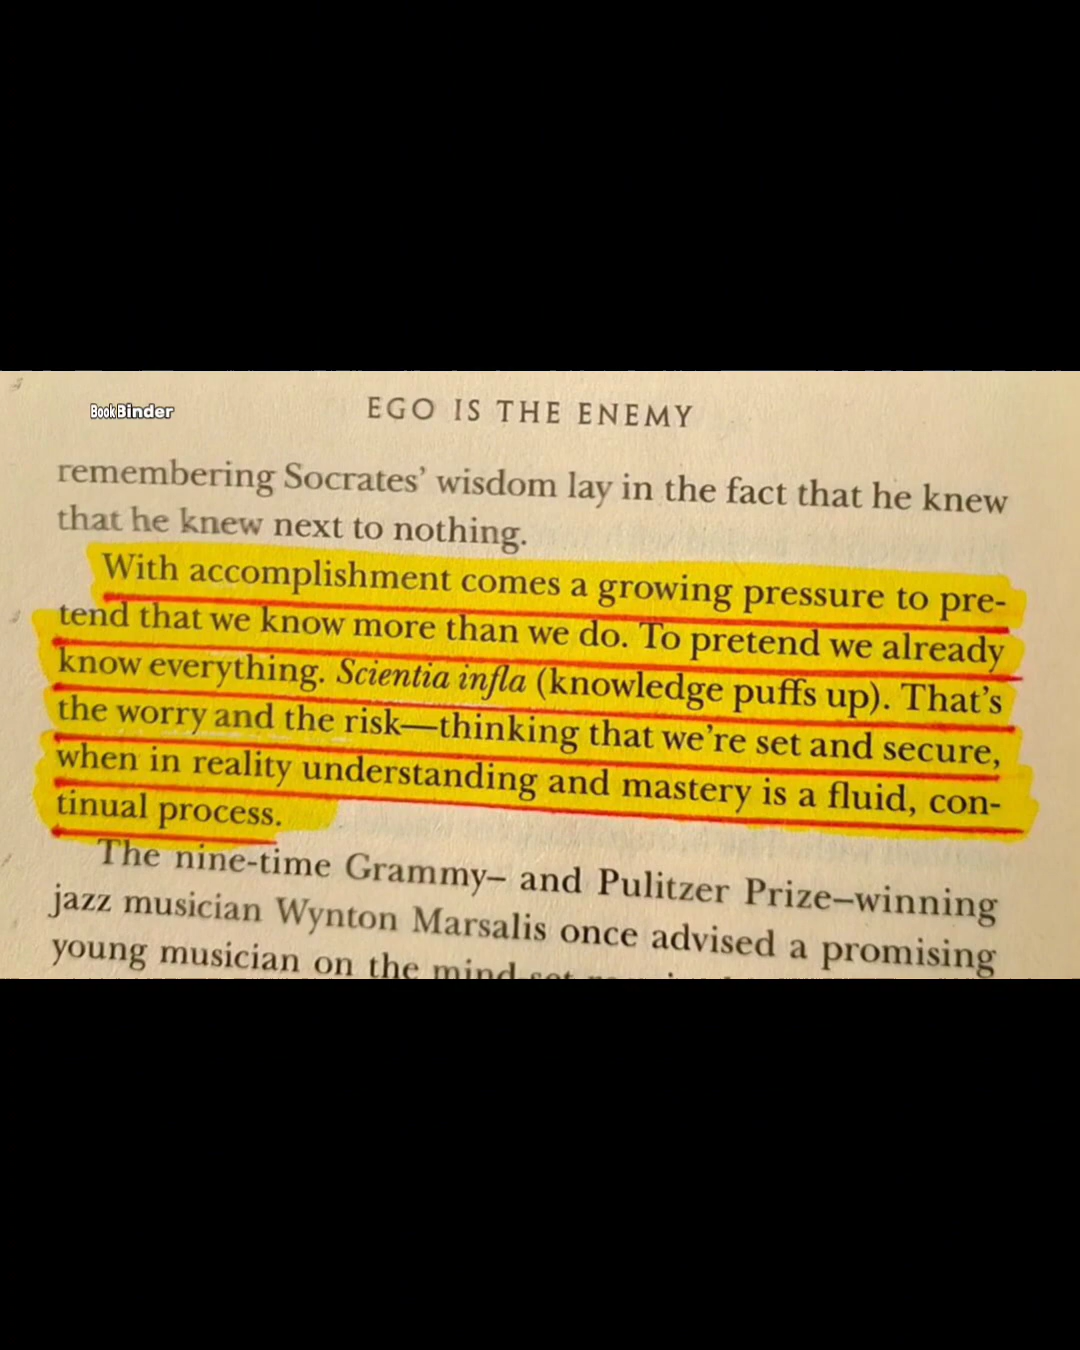 BookBinder
EGO IS THE ENEMY
remembering Socrates’ wisdom lay in the fact that he knew
that he knew next to nothing.
With accomplishment comes a growing pressure to pre-
tend that we know more than we do. To pretend we already
know everything. Scientia infla (knowledge puffs up). That’s
the worry and the risk—thinking that we’re set and secure,
when in reality understanding and mastery is a fluid, con-
tinual process.
The nine-time Grammy– and Pulitzer Prize–winning
jazz musician Wynton Marsalis once advised a promising
young musician on the mind